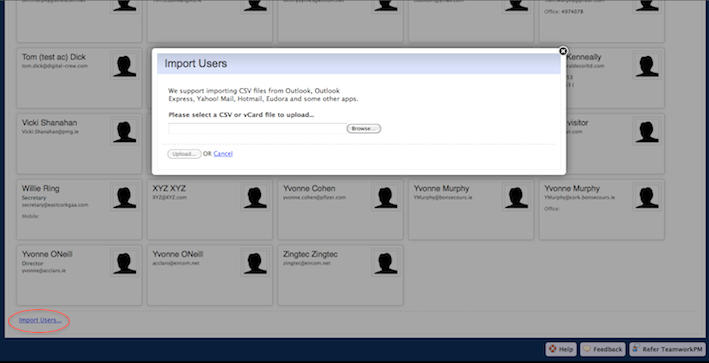 Office: 4974078
Tom (test ac) Dick
tom.dick@digital-crew.com
Kenneally
Import Users
We support importing CSV files from Outlook, Outlook
Express, Yahoo! Mail, Hotmail, Eudora and some other apps.
Please select a CSV or vCard file to upload...
Browse...
Upload... OR Cancel
Vicki Shanahan
Vicki.Shanahan@pmg.ie
visitor
Willie Ring
Secretary
secretary@eastcorkgaa.com
Mobile:
XYZ XYZ
XYZ@XYZ.com
Yvonne Cohen
yvonne.cohen@pfizer.com
Yvonne Murphy
YMurphy@bonsecours.ie
Yvonne Murphy
YMurphy@cork.bonsecours.ie
Office:
Yvonne ONeill
Director
yvonne@acclans.ie
Yvonne ONeill
acclans@eircom.net
Zingtec Zingtec
zingtec@eircom.net
Import Users...
Help
Feedback
Refer TeamworkPM